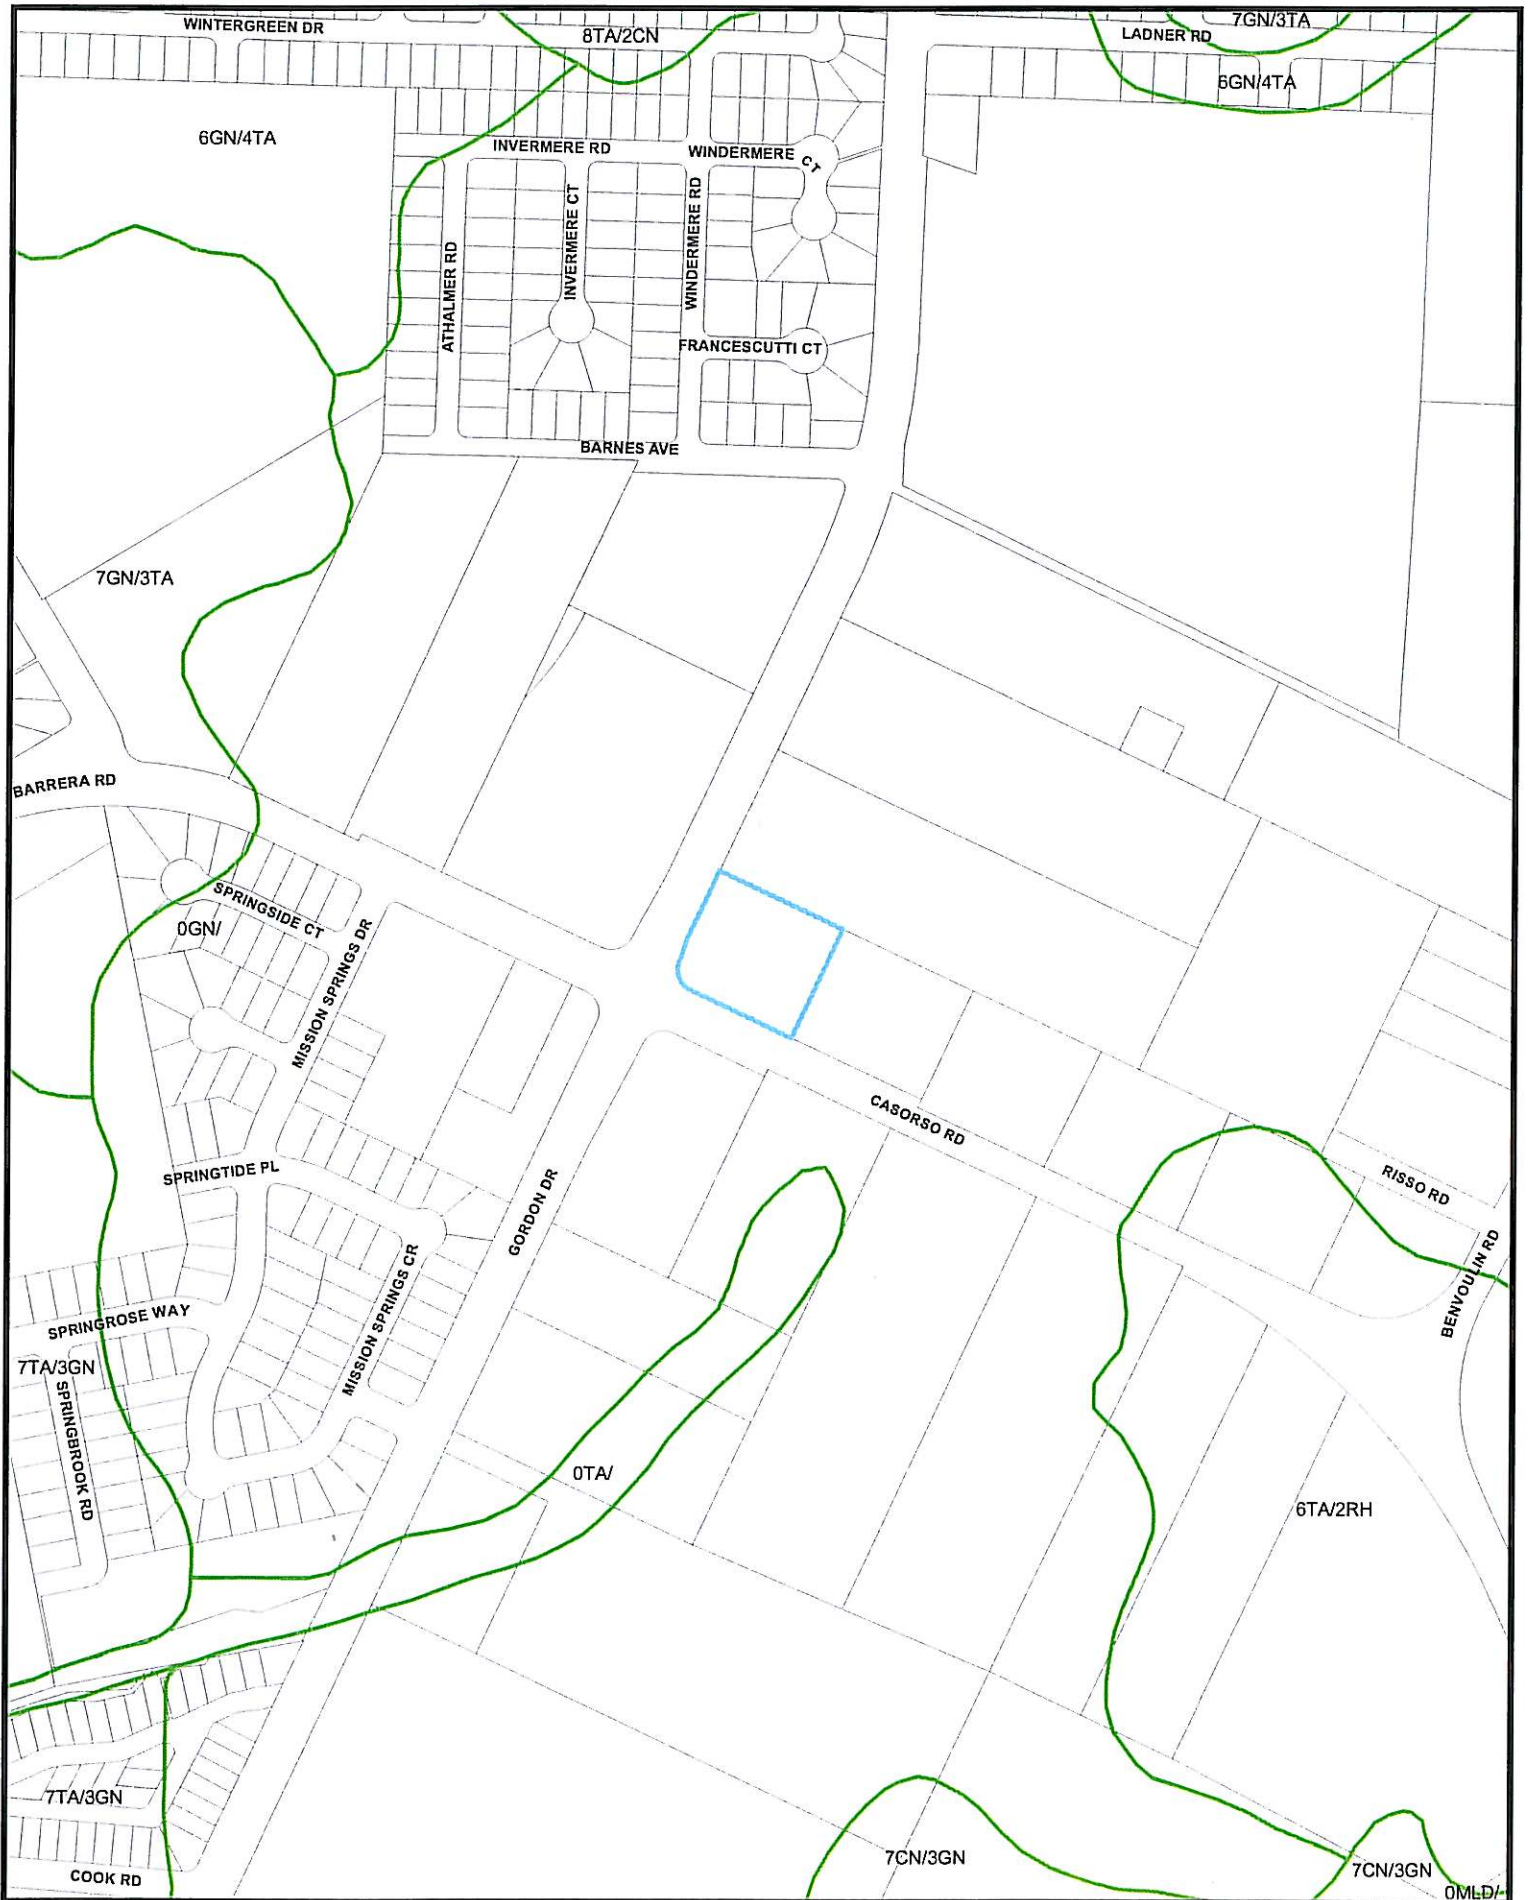 WINTERGREEN DR
8TA/2CN
7GN/3TA
LADNER RD
6GN/4TA
6GN/4TA
INVERMERE RD
WINDERMERE CT
INVERMERE CT
WINDERMERE RD
ATHALMER RD
FRANCESCUTTI CT
BARNES AVE
7GN/3TA
BARRERA RD
SPRINGSIDE CT
0GN/
MISSION SPRINGS DR
CASORSO RD
SPRINGTIDE PL
RISSO RD
GORDON DR
BENVOULIN RD
MISSION SPRINGS CR
SPRINGROSE WAY
7TA/3GN
SPRINGBROOK RD
0TA/
6TA/2RH
7TA/3GN
7CN/3GN
7CN/3GN
COOK RD
0MLD/